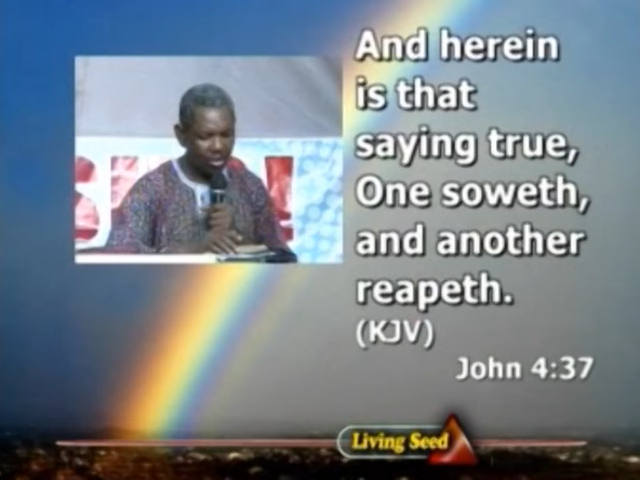 And herein
is that
saying true,
One soweth,
and another
reapeth.
(KJV)
John 4:37
Living Seed